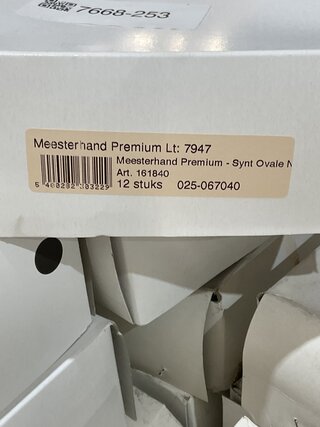 7668-253
Meesterhand Premium Lt: 7947
Meesterhand Premium - Synt Ovale N
Art. 161840
12 stuks 025-067040